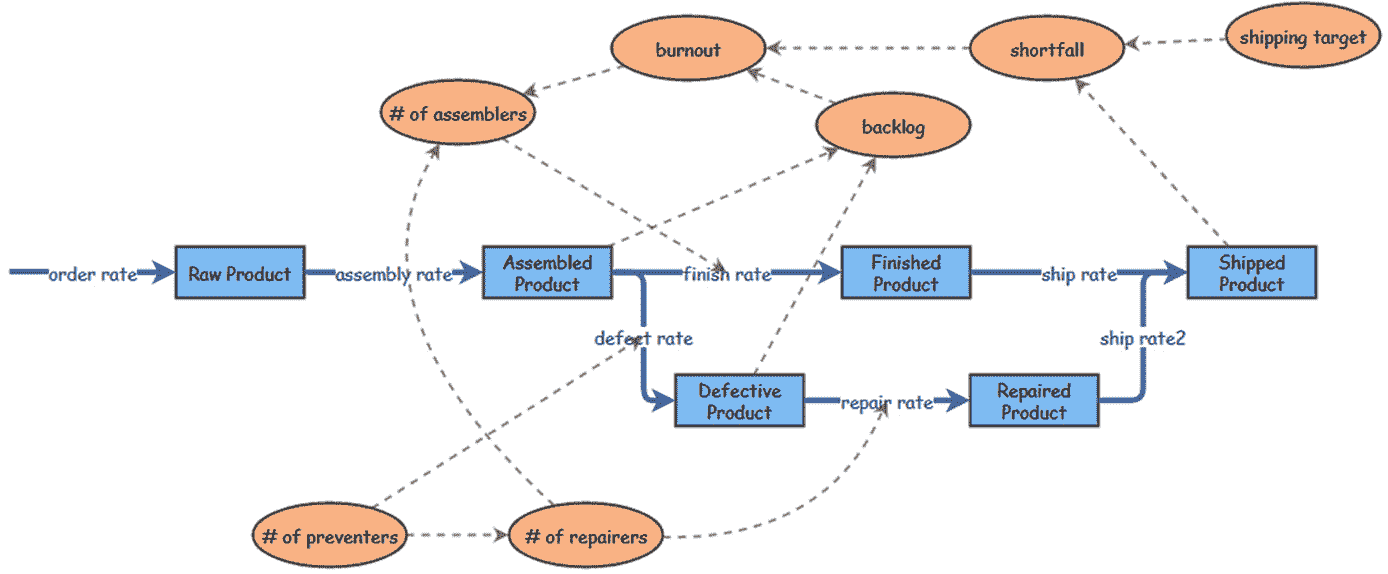 shipping target
burnout
shortfall
# of assemblers
backlog
order rate
Raw Product
assembly rate
Assembled
Product
finish rate
Finished
Product
ship rate
Shipped
Product
defect rate
ship rate2
Defective
Product
repair rate
Repaired
Product
# of preventers
# of repairers